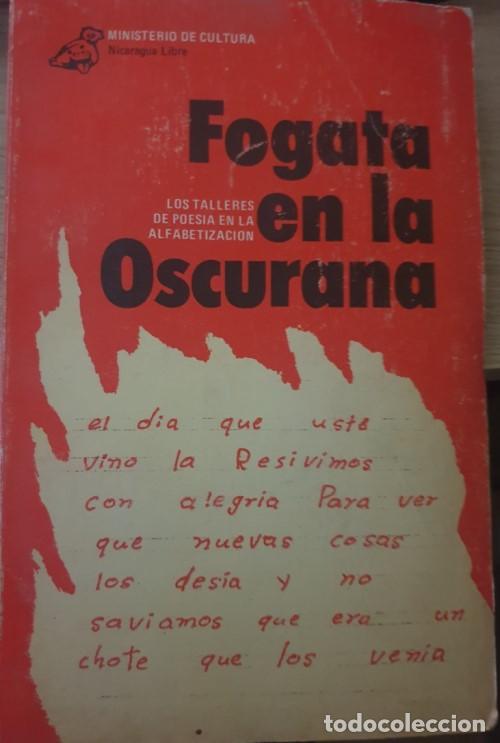 MINISTERIO DE CULTURA
Nicaragua Libre
Fogata
en la
Oscurana
LOS TALLERES
DE POESIA EN LA
ALFABETIZACION
el dia que uste
vino la Resivimos
con alegria Para ver
que nuevas cosas
los desía y no
saviamos que era un
chote que los venía
todocoleccion